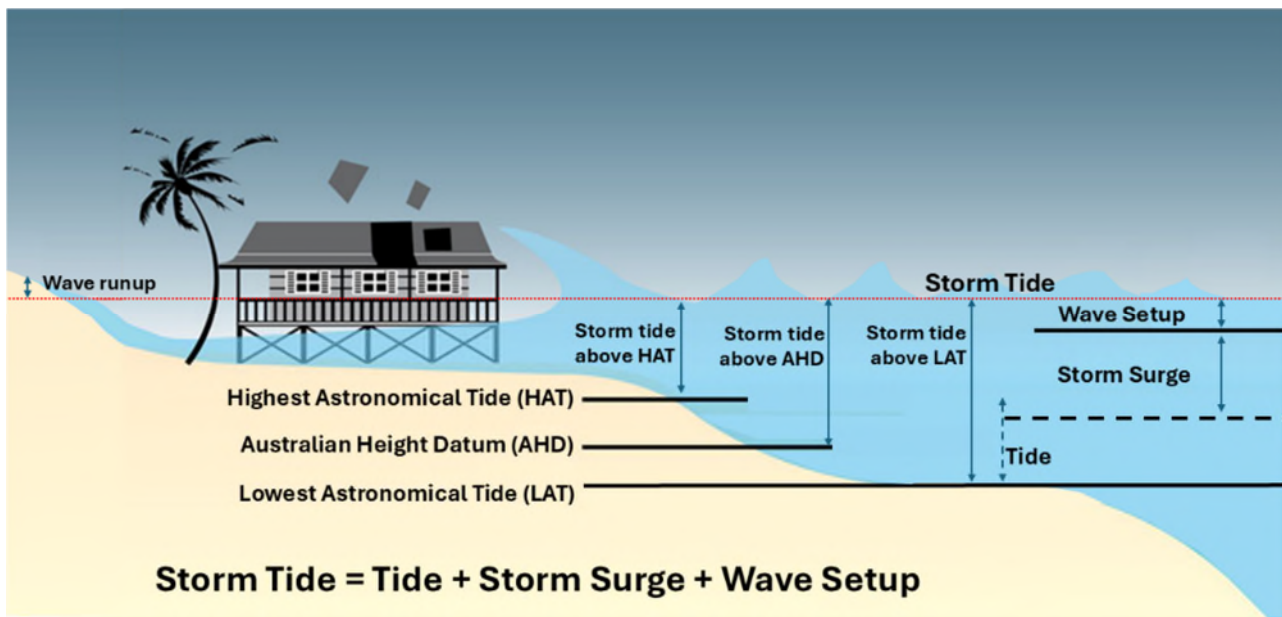 Storm Tide
Wave runup
Wave Setup
Storm tide
above HAT
Storm tide
above AHD
Storm tide
above LAT
Storm Surge
Highest Astronomical Tide (HAT)
Australian Height Datum (AHD)
Tide
Lowest Astronomical Tide (LAT)
Storm Tide = Tide + Storm Surge + Wave Setup